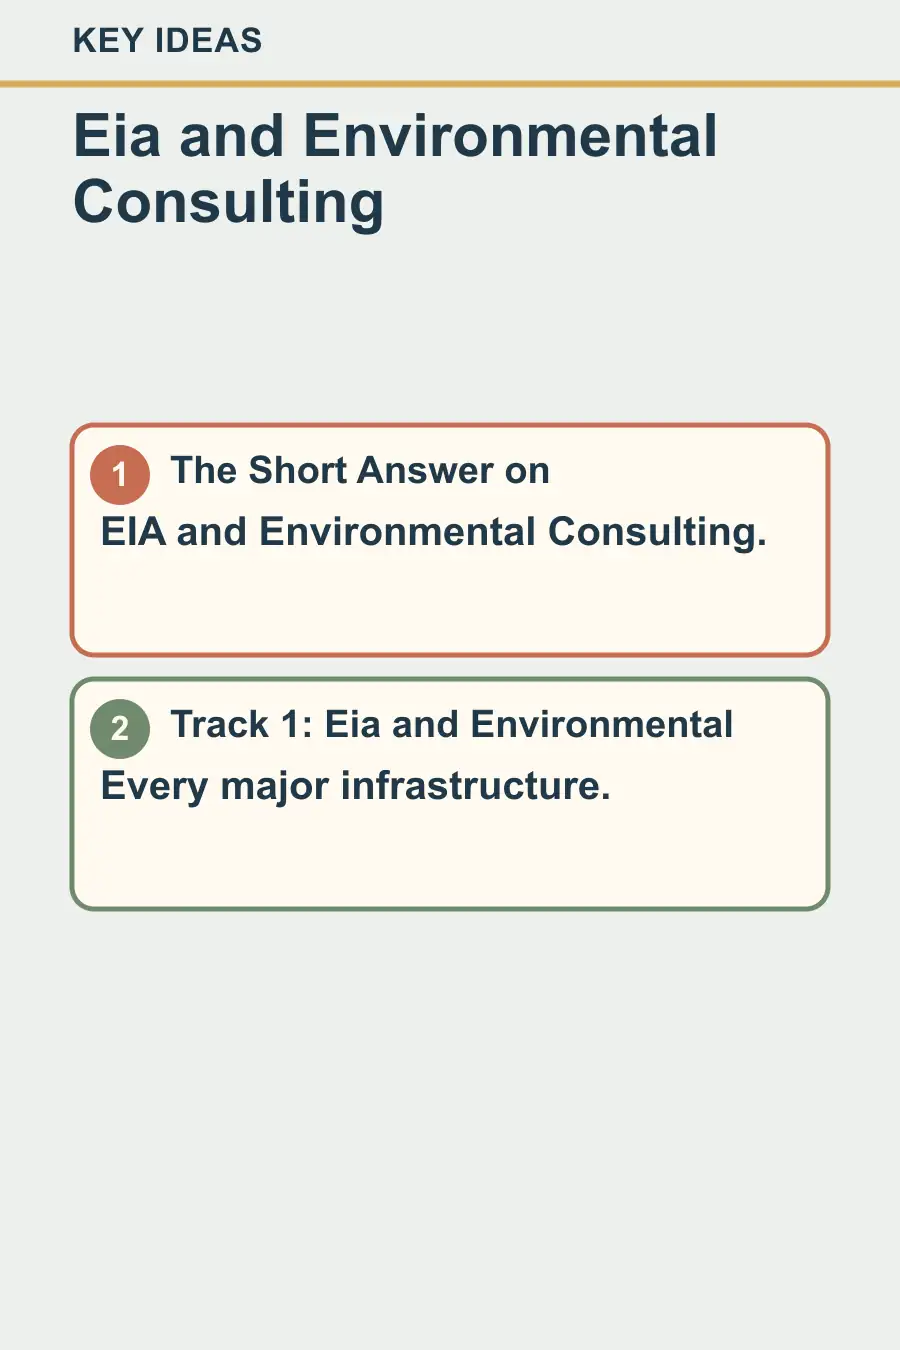 KEY IDEAS
Eia and Environmental
Consulting
1 The Short Answer on
EIA and Environmental Consulting.
2 Track 1: Eia and Environmental
Every major infrastructure.